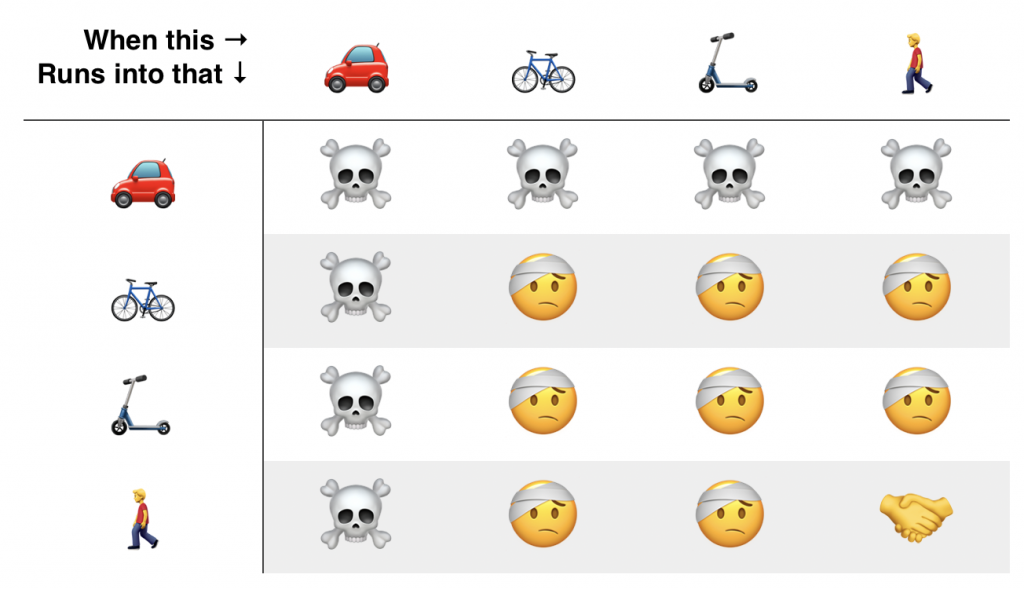 When this →
Runs into that ↓